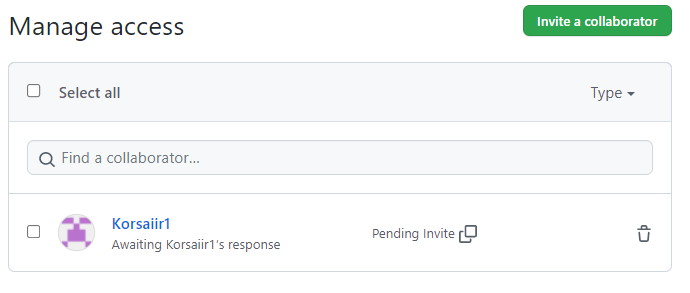 Manage access
Invite a collaborator
Select all
Type
Find a collaborator...
Korsaiir1
Awaiting Korsaiir1's response
Pending Invite